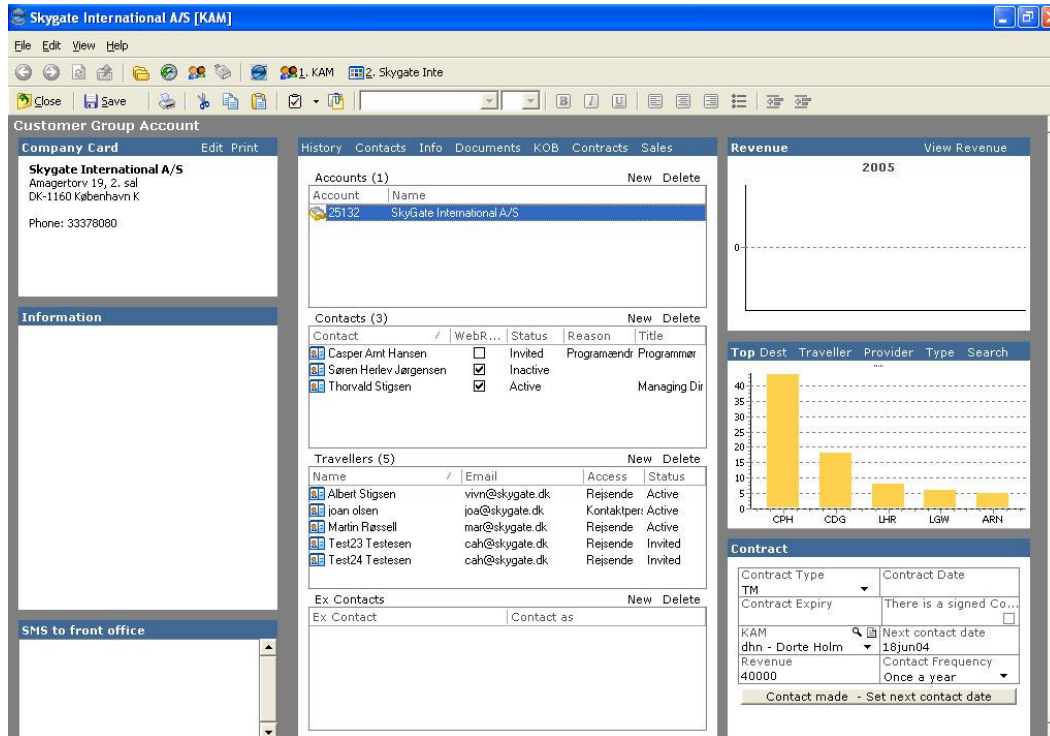 Skygate International A/S [KAM]
File Edit View Help
1. KAM 2. Skygate Inte
Close Save B I U
Customer Group Account
Company Card Edit Print
Skygate International A/S
Amagertorv 19, 2. sal
DK-1160 København K
Phone: 33378080
Information
SMS to front office
History Contacts Info Documents KOB Contracts Sales
Accounts (1) New Delete
Account Name
25132 SkyGate International A/S
Contacts (3) New Delete
Contact / WebR... Status Reason Title
Casper Arnt Hansen Invited Programændr Programmør
Søren Herlev Jørgensen Inactive
Thorvald Stigsen Active Managing Dir
Travellers (5) New Delete
Name / Email Access Status
Albert Stigsen vivn@skygate.dk Rejsende Active
joan olsen joa@skygate.dk Kontaktpers Active
Martin Røssell mar@skygate.dk Rejsende Active
Test23 Testesen cah@skygate.dk Rejsende Invited
Test24 Testesen cah@skygate.dk Rejsende Invited
Ex Contacts New Delete
Ex Contact Contact as
Revenue View Revenue
2005
0
Top Dest Traveller Provider Type Search
40
35
30
25
20
15
10
5
0
CPH CDG LHR LGW ARN
Contract
Contract Type Contract Date
TM
Contract Expiry There is a signed Co...
KAM Next contact date
dhn - Dorte Holm 18jun04
Revenue Contact Frequency
40000 Once a year
Contact made - Set next contact date